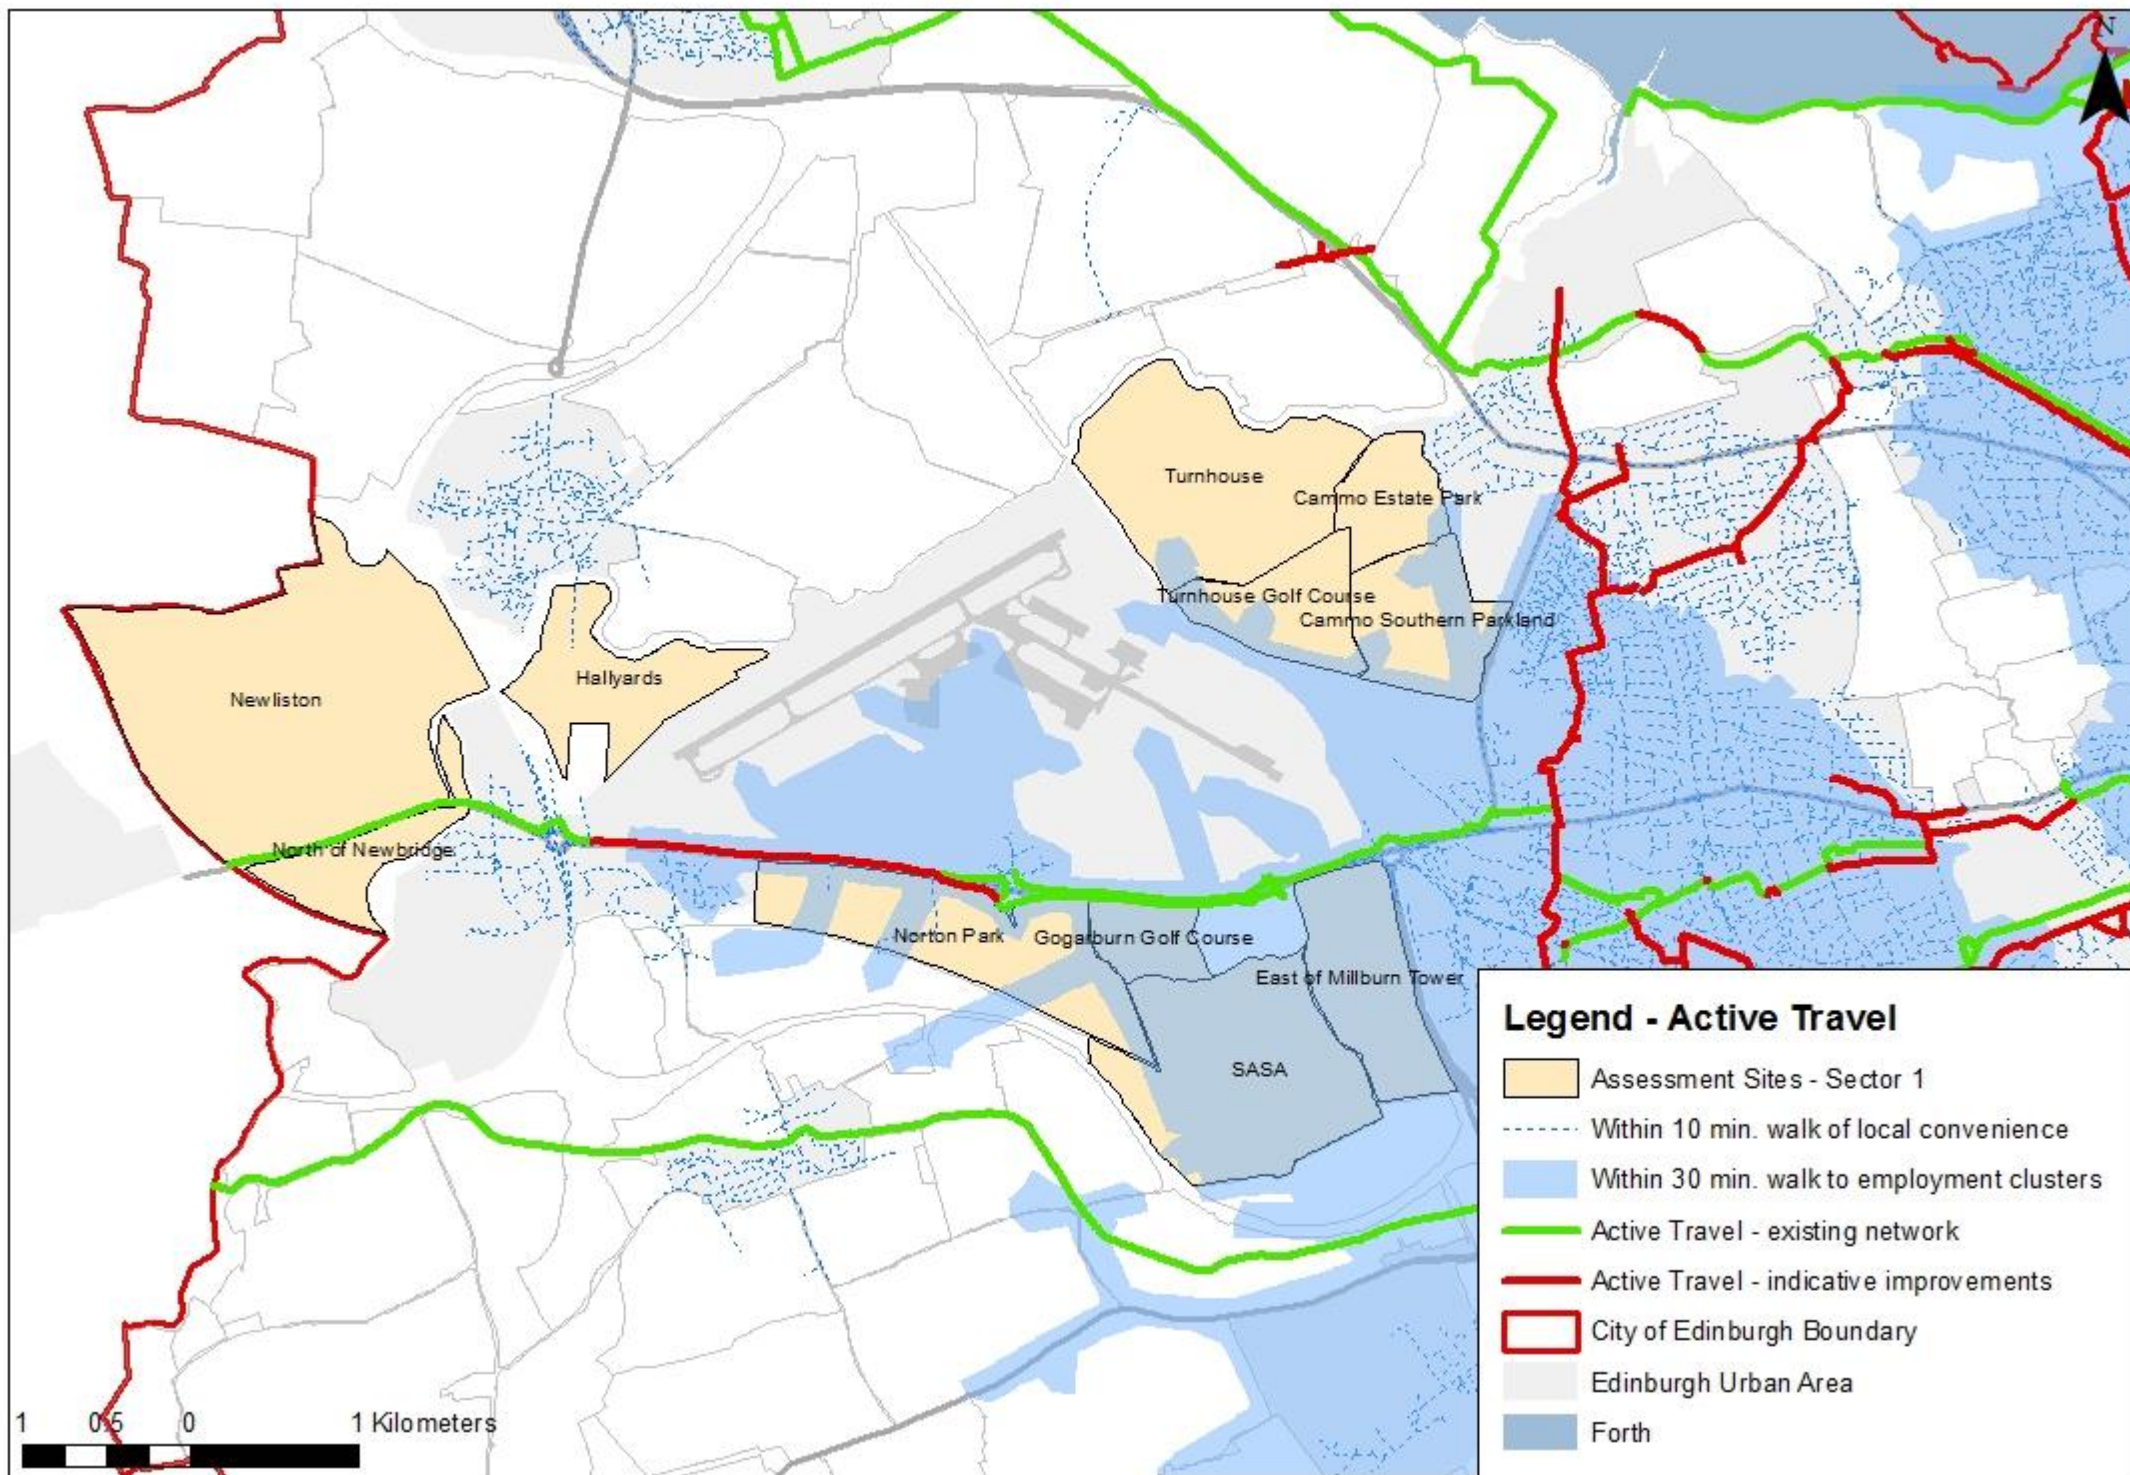 N
Turnhouse
Cammo Estate Park
Turnhouse Golf Course
Cammo Southern Parkland
Hallyards
Newliston
North of Newbridge
Norton Park
Gogarburn Golf Course
East of Millburn Tower
SASA
Legend - Active Travel
Assessment Sites - Sector 1
Within 10 min. walk of local convenience
Within 30 min. walk to employment clusters
Active Travel - existing network
Active Travel - indicative improvements
City of Edinburgh Boundary
Edinburgh Urban Area
Forth
1 0.5 0 1 Kilometers